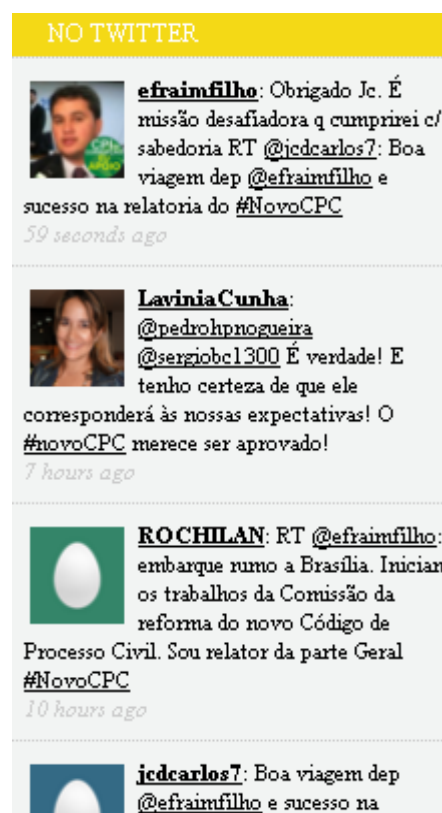 NO TWITTER
efraimfilho: Obrigado Jc. É
missão desafiadora q cumprirei c/
sabedoria RT @jcdcarlos7: Boa
viagem dep @efraimfilho e
sucesso na relatoria do #NovoCPC
59 seconds ago
LaviniaCunha:
@pedrohpnogueira
@sergiobc1300 É verdade! E
tenho certeza de que ele
corresponderá às nossas expectativas! O
#novoCPC merece ser aprovado!
7 hours ago
ROCHILAN: RT @efraimfilho:
embarque rumo a Brasília. Iniciam
os trabalhos da Comissão da
reforma do novo Código de
Processo Civil. Sou relator da parte Geral
#NovoCPC
10 hours ago
jcdcarlos7: Boa viagem dep
@efraimfilho e sucesso na